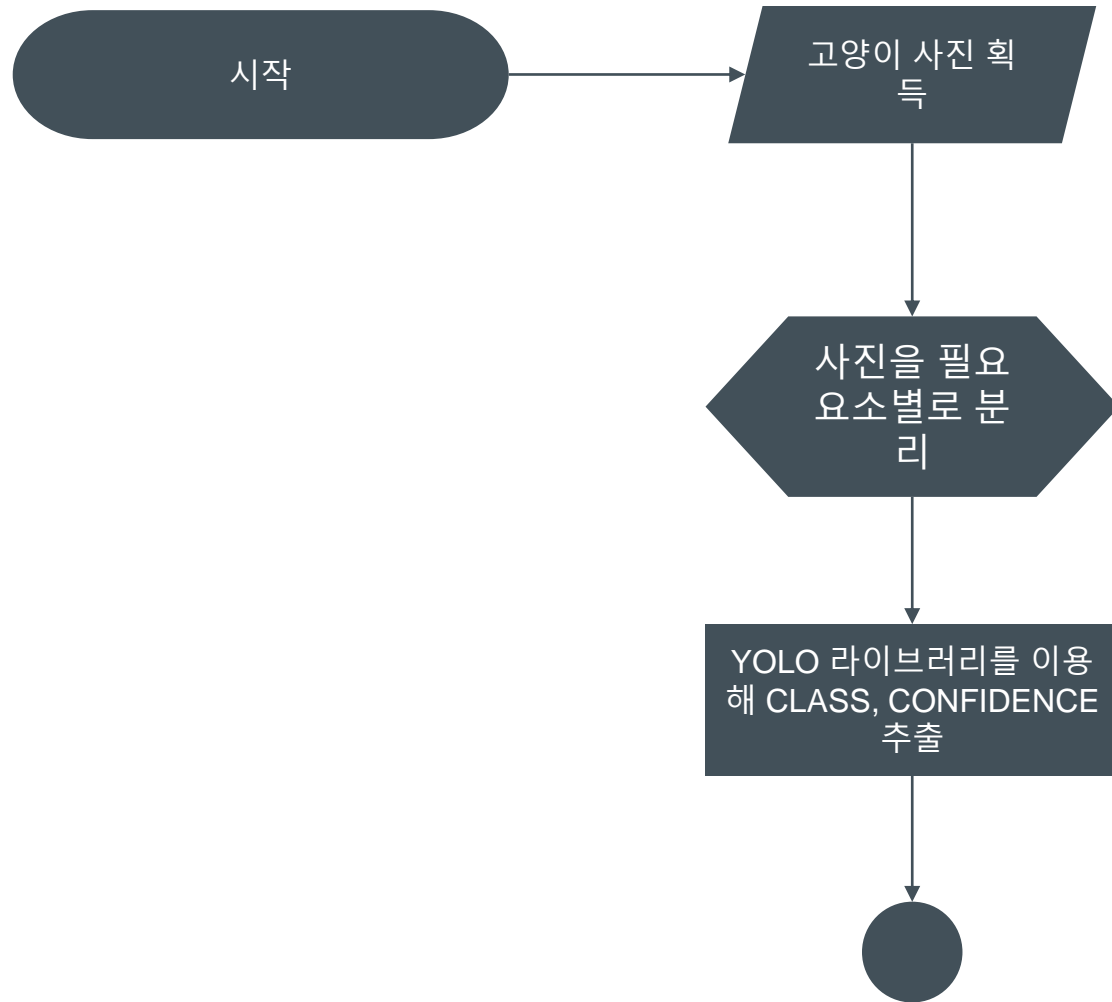 시작
고양이 사진 획
득
사진을 필요
요소별로 분
리
YOLO 라이브러리를 이용
해 CLASS, CONFIDENCE
추출